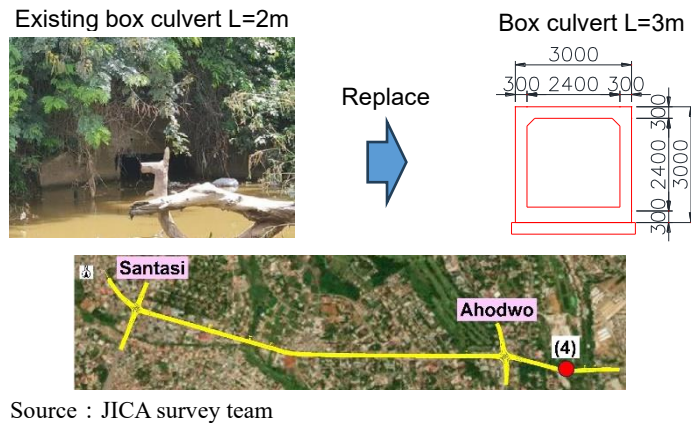 Existing box culvert L=2m
Box culvert L=3m
Replace
3000
300 2400 300
300
2400
300
3000
Santasi
Ahodwo
(4)
Source：JICA survey team